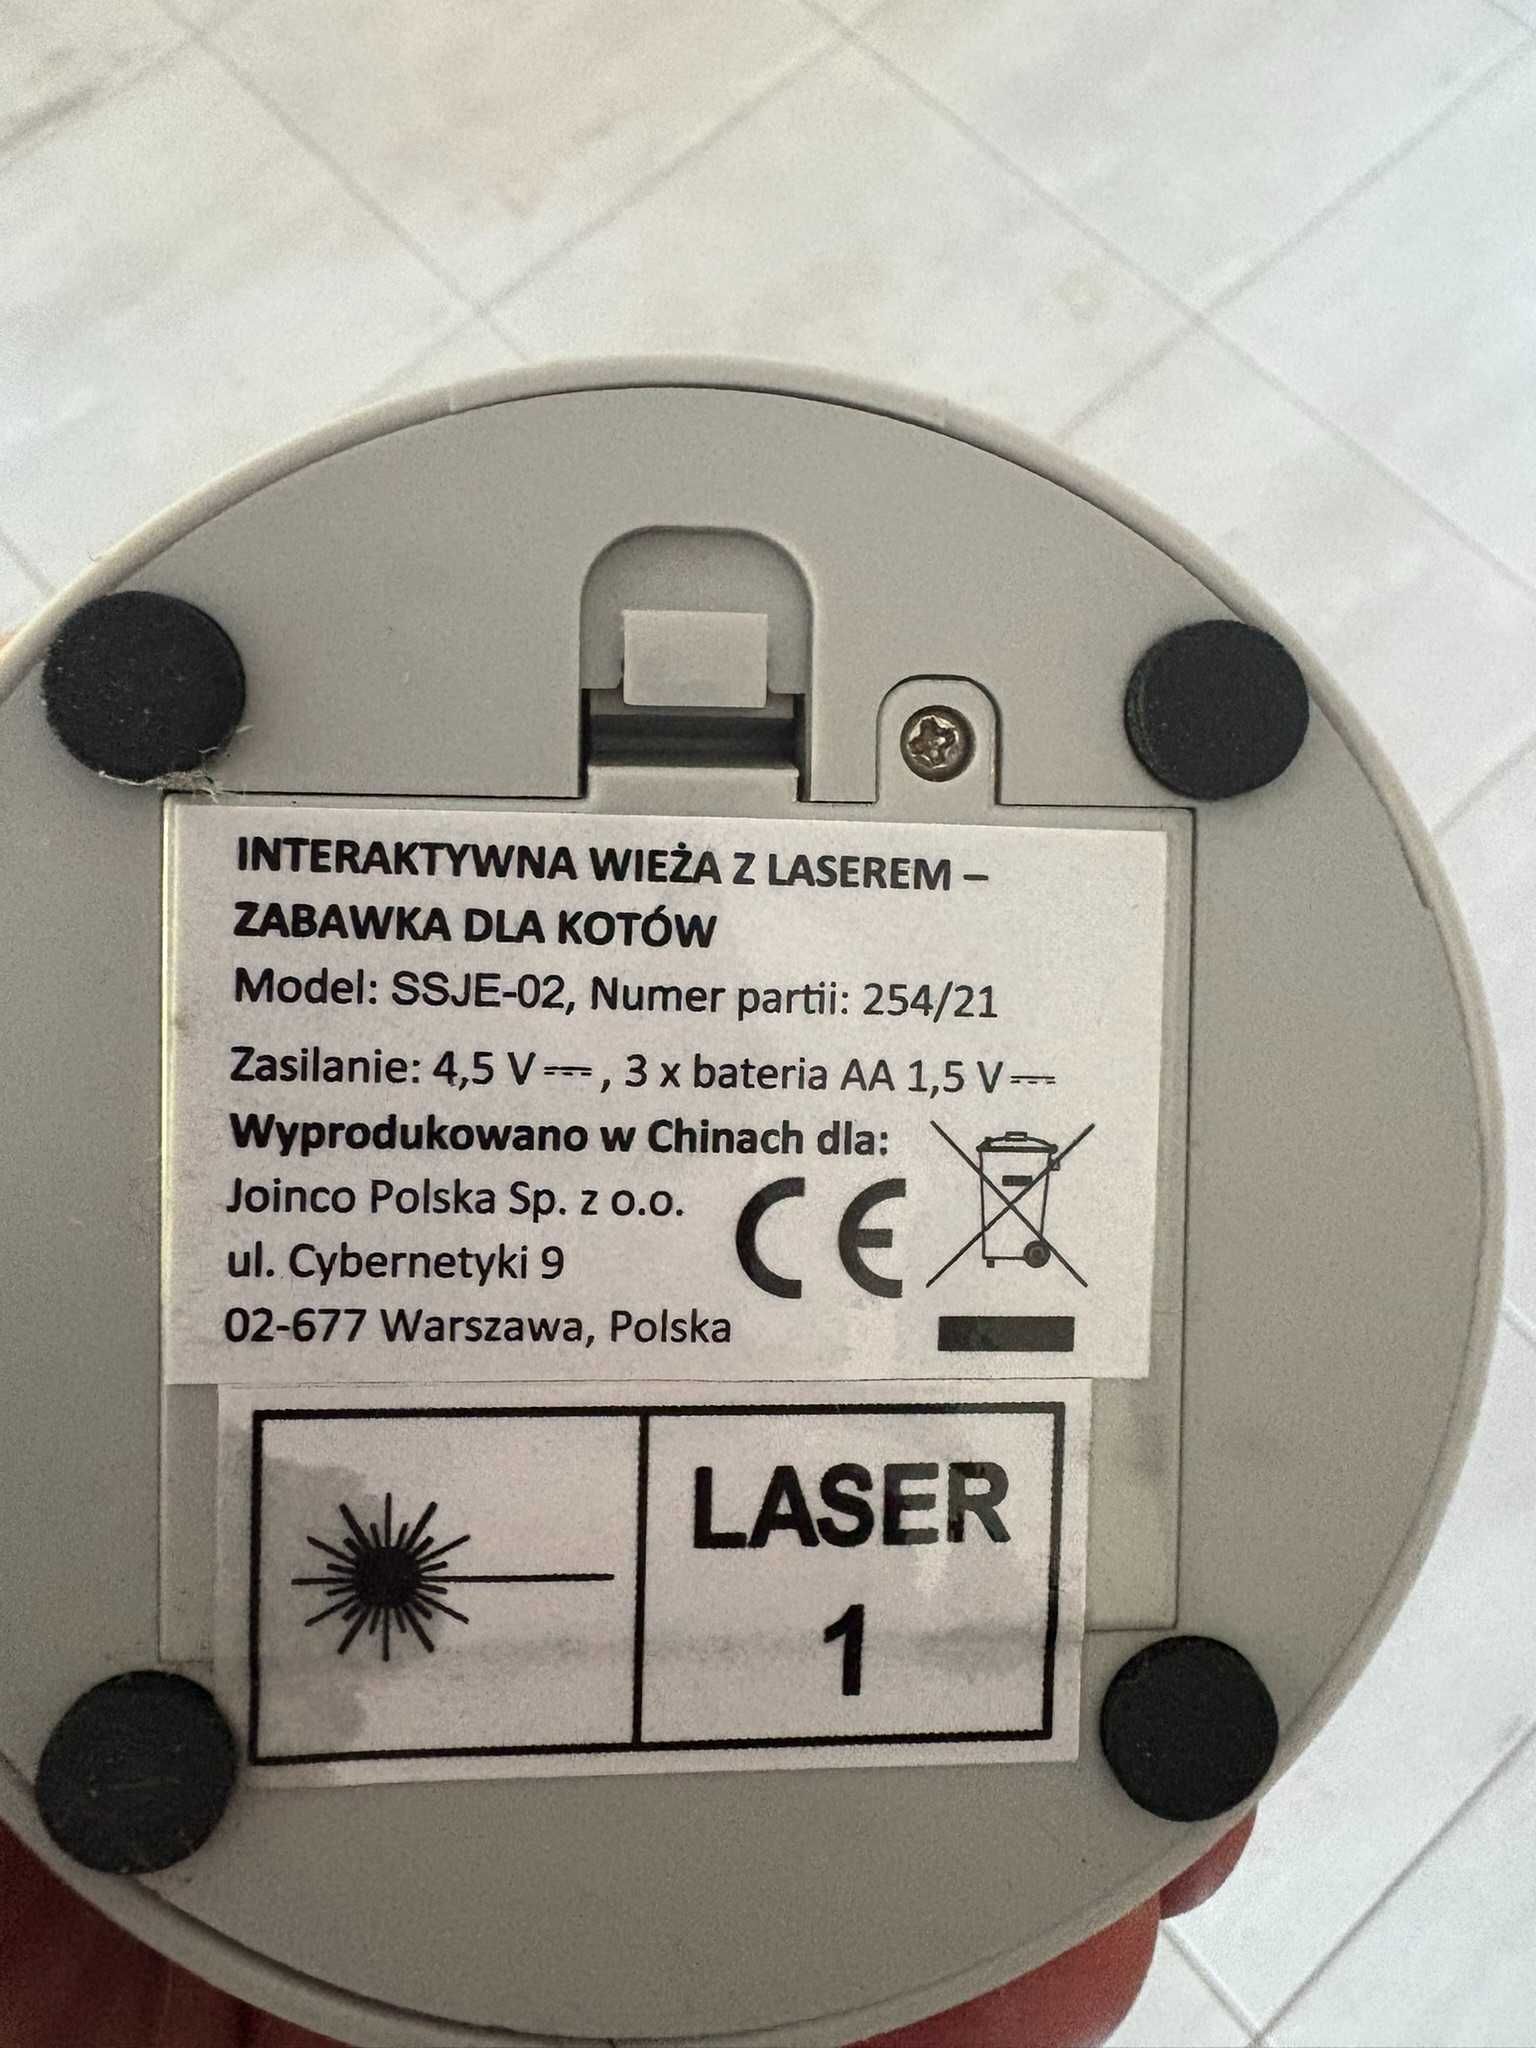 INTERAKTYWNA WIEŻA Z LASEREM –
ZABAWKA DLA KOTÓW
Model: SSJE-02, Numer partii: 254/21
Zasilanie: 4,5 V⎓, 3 x bateria AA 1,5 V⎓
Wyprodukowano w Chinach dla:
Joinco Polska Sp. z o.o.
ul. Cybernetyki 9
02-677 Warszawa, Polska
CE
LASER
1